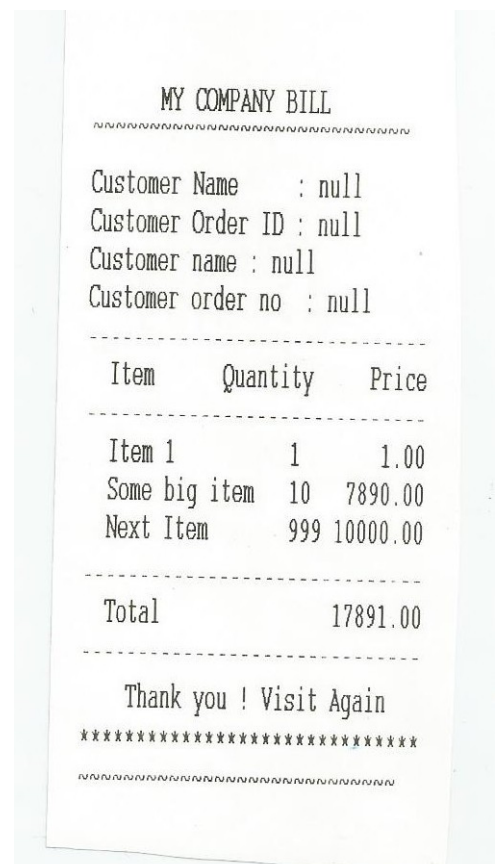 MY COMPANY BILL
~~~~~~~~~~~~~~~~~~~~~~~~~~~~~~
Customer Name : null
Customer Order ID : null
Customer name : null
Customer order no : null
------------------------------
Item Quantity Price
------------------------------
Item 1 1 1.00
Some big item 10 7890.00
Next Item 999 10000.00
------------------------------
Total 17891.00
------------------------------
Thank you ! Visit Again
******************************
~~~~~~~~~~~~~~~~~~~~~~~~~~~~~~